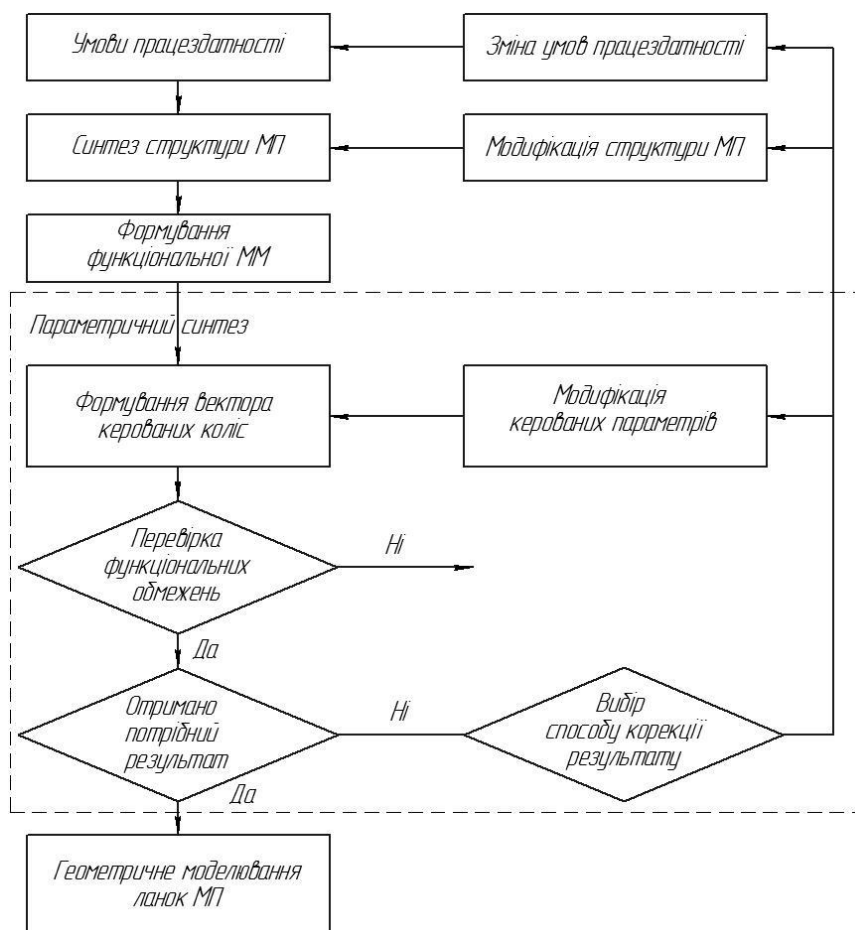 Умови працездатності
Зміна умов працездатності
Синтез структури МП
Модифікація структури МП
Формування
функціональної ММ
Параметричний синтез
Формування вектора
керованих коліс
Модифікація
керованих параметрів
Перевірка
функціональних
обмежень
Ні
Да
Отримано
потрібний
результат
Ні
Вибір
способу корекції
результату
Да
Геометричне моделювання
ланок МП